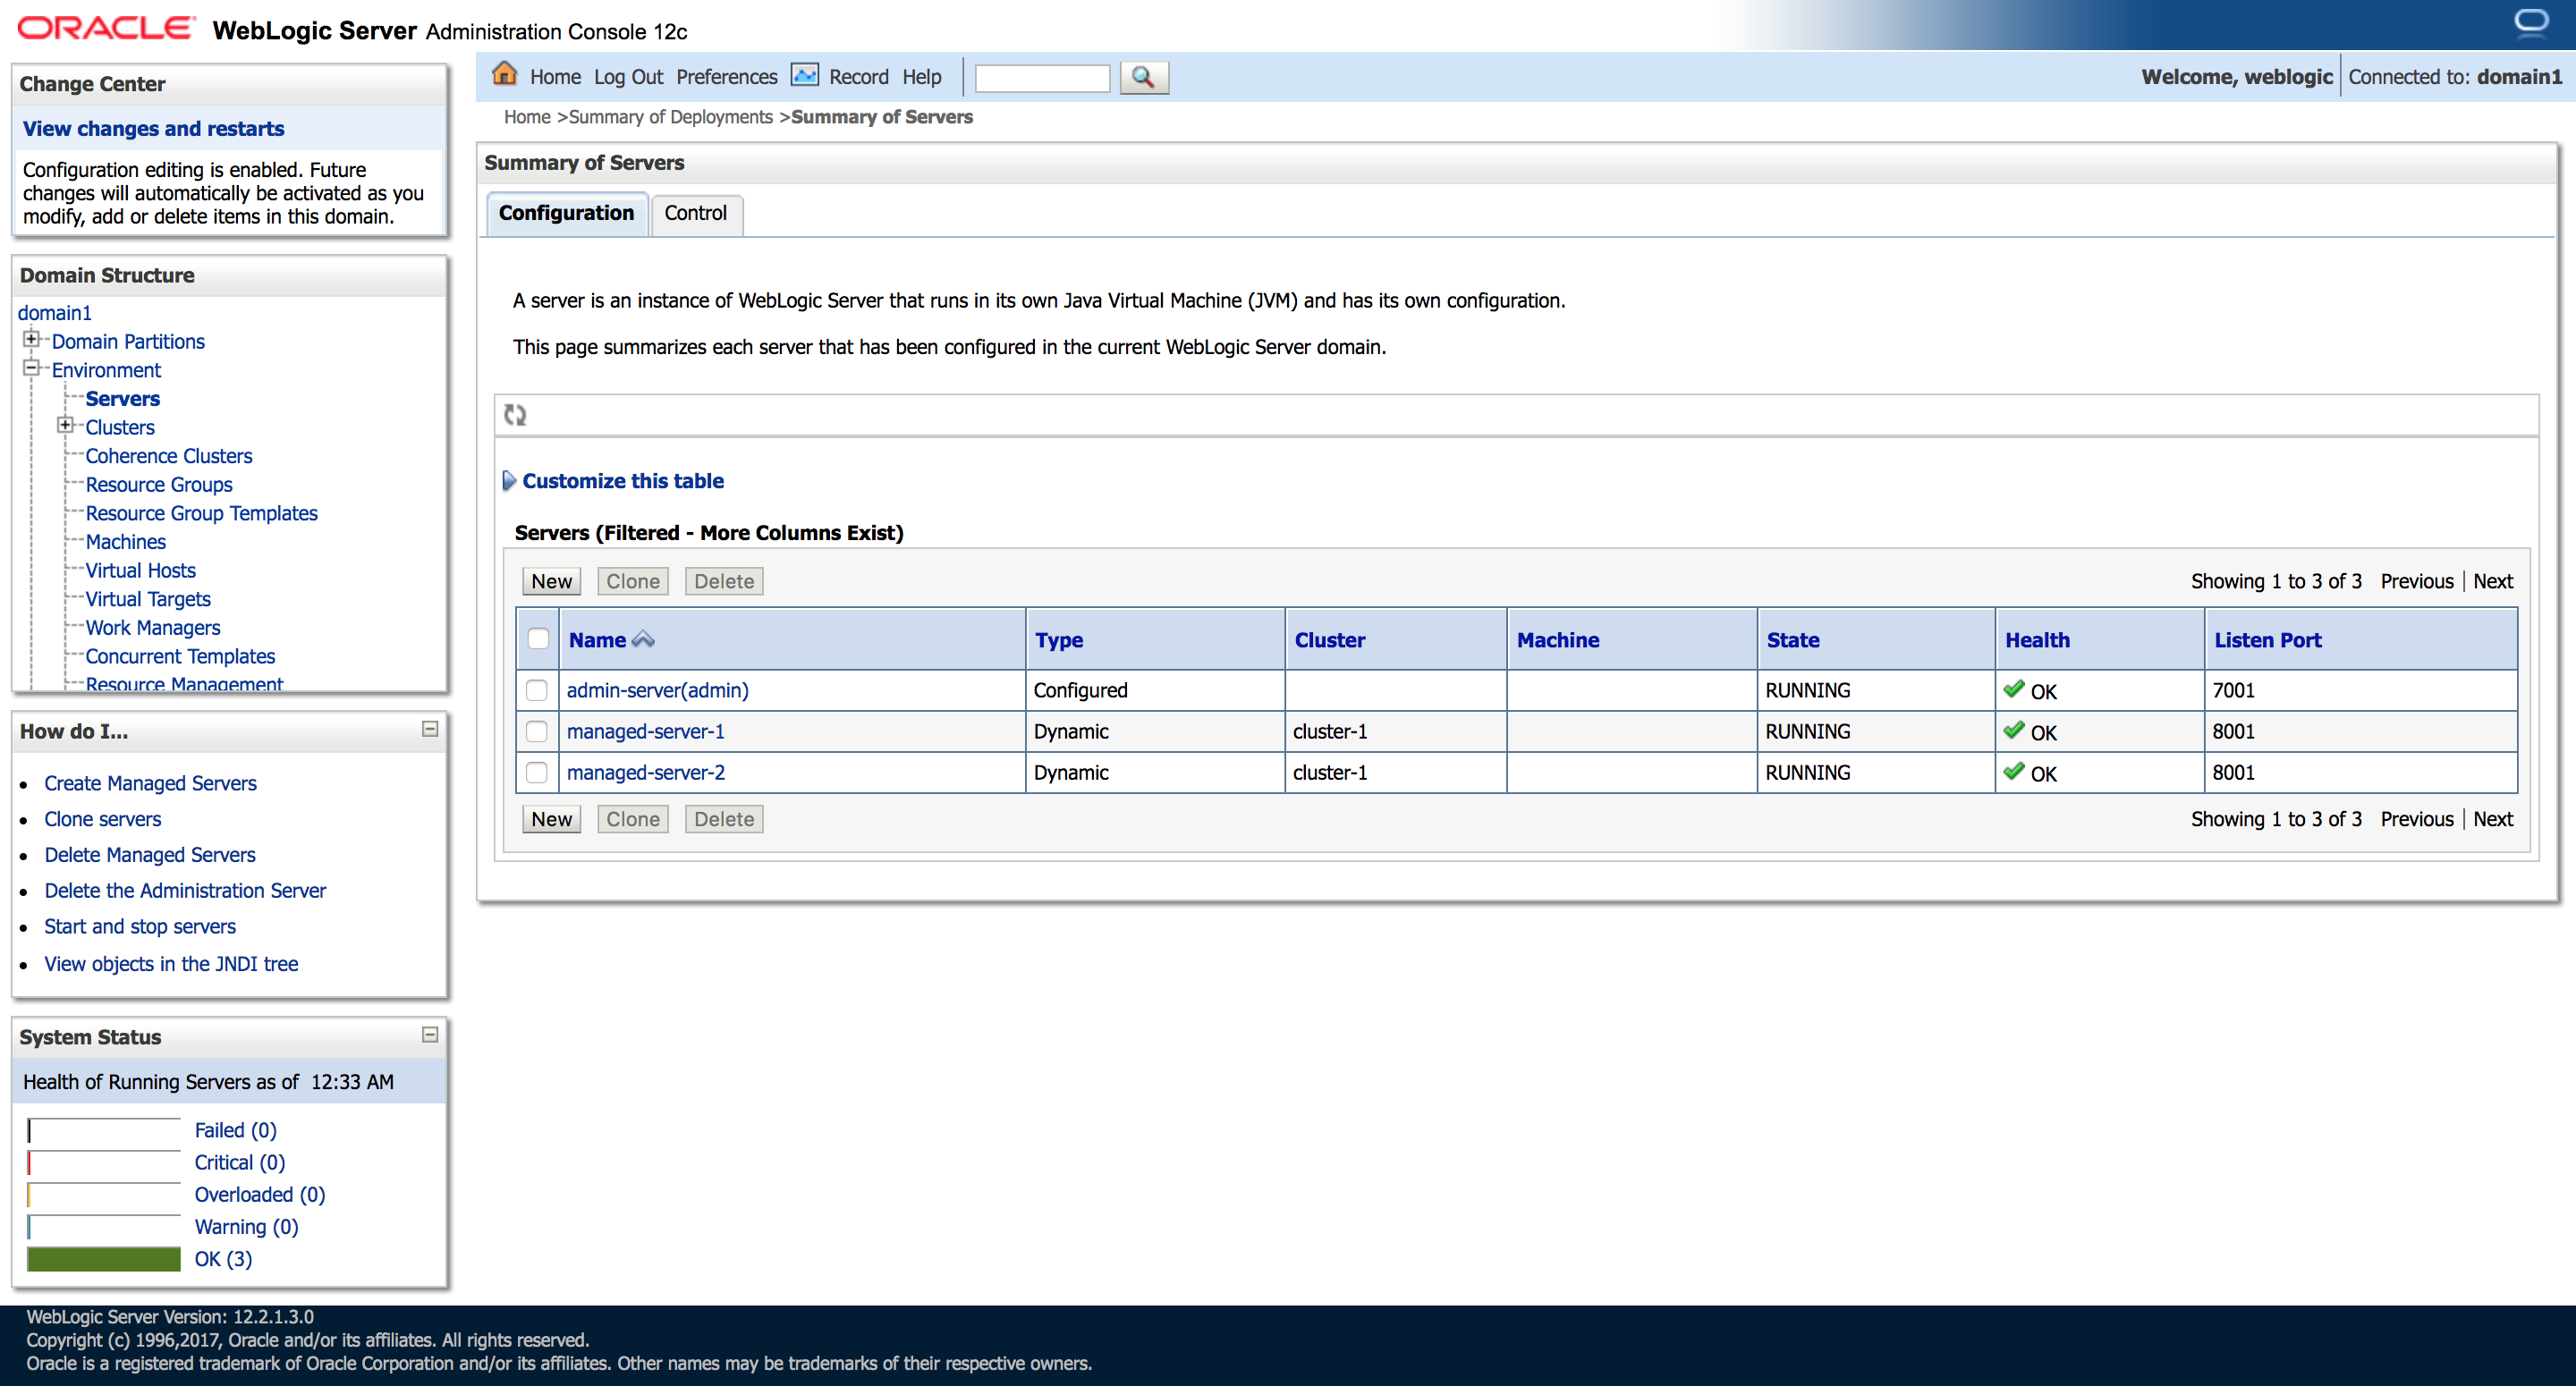 ORACLE WebLogic Server Administration Console 12c
Change Center
View changes and restarts
Configuration editing is enabled. Future
changes will automatically be activated as you
modify, add or delete items in this domain.
Domain Structure
domain1
Domain Partitions
Environment
Servers
Clusters
Coherence Clusters
Resource Groups
Resource Group Templates
Machines
Virtual Hosts
Virtual Targets
Work Managers
Concurrent Templates
Resource Management
How do I...
Create Managed Servers
Clone servers
Delete Managed Servers
Delete the Administration Server
Start and stop servers
View objects in the JNDI tree
System Status
Health of Running Servers as of 12:33 AM
Failed (0)
Critical (0)
Overloaded (0)
Warning (0)
OK (3)
Home Log Out Preferences Record Help
Welcome, weblogic Connected to: domain1
Home >Summary of Deployments >Summary of Servers
Summary of Servers
Configuration Control
A server is an instance of WebLogic Server that runs in its own Java Virtual Machine (JVM) and has its own configuration.
This page summarizes each server that has been configured in the current WebLogic Server domain.
Customize this table
Servers (Filtered - More Columns Exist)
New Clone Delete Showing 1 to 3 of 3 Previous | Next
Name Type Cluster Machine State Health Listen Port
admin-server(admin) Configured RUNNING OK 7001
managed-server-1 Dynamic cluster-1 RUNNING OK 8001
managed-server-2 Dynamic cluster-1 RUNNING OK 8001
New Clone Delete Showing 1 to 3 of 3 Previous | Next
WebLogic Server Version: 12.2.1.3.0
Copyright (c) 1996,2017, Oracle and/or its affiliates. All rights reserved.
Oracle is a registered trademark of Oracle Corporation and/or its affiliates. Other names may be trademarks of their respective owners.